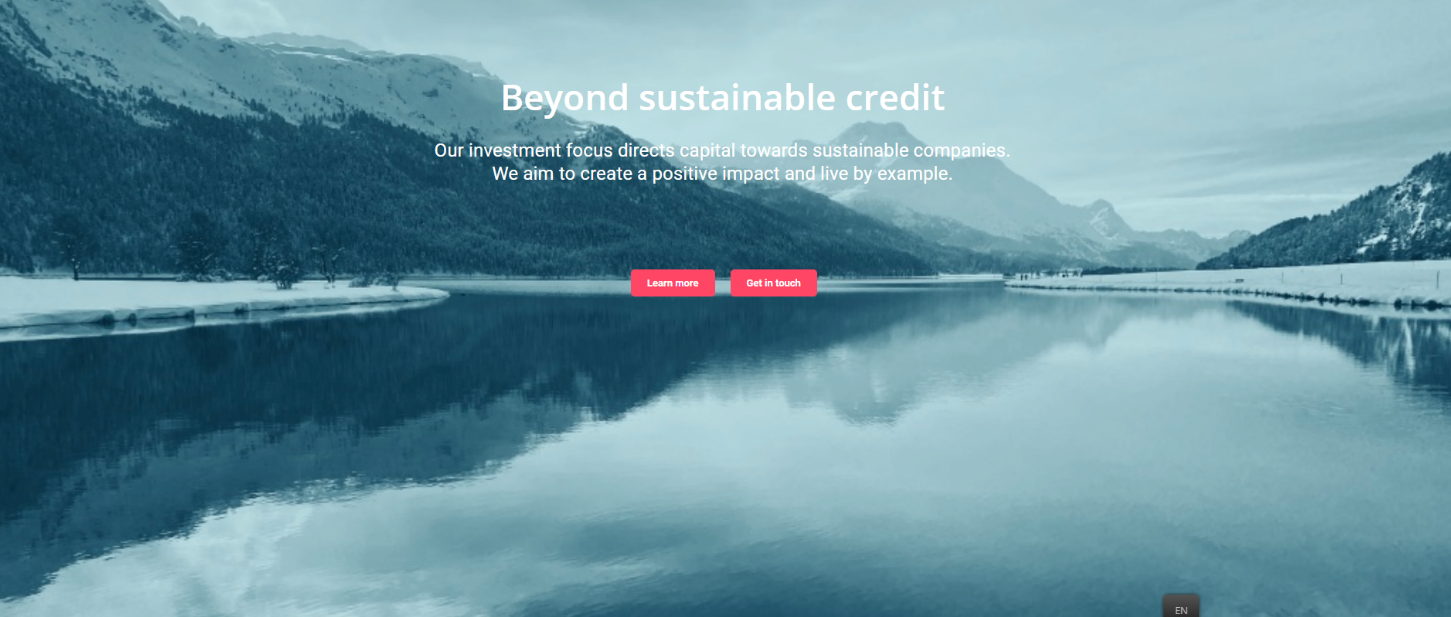 Beyond sustainable credit
Our investment focus directs capital towards sustainable companies.
We aim to create a positive impact and live by example.
Learn more
Get in touch
EN